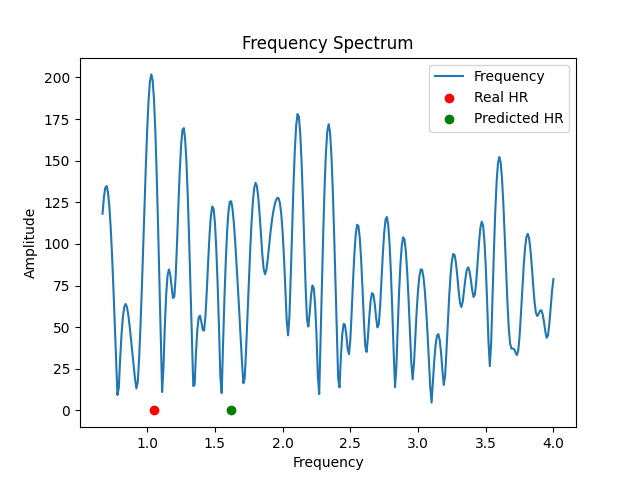 Frequency Spectrum
Frequency
Real HR
Predicted HR
Amplitude
200
175
150
125
100
75
50
25
0
1.0 1.5 2.0 2.5 3.0 3.5 4.0
Frequency